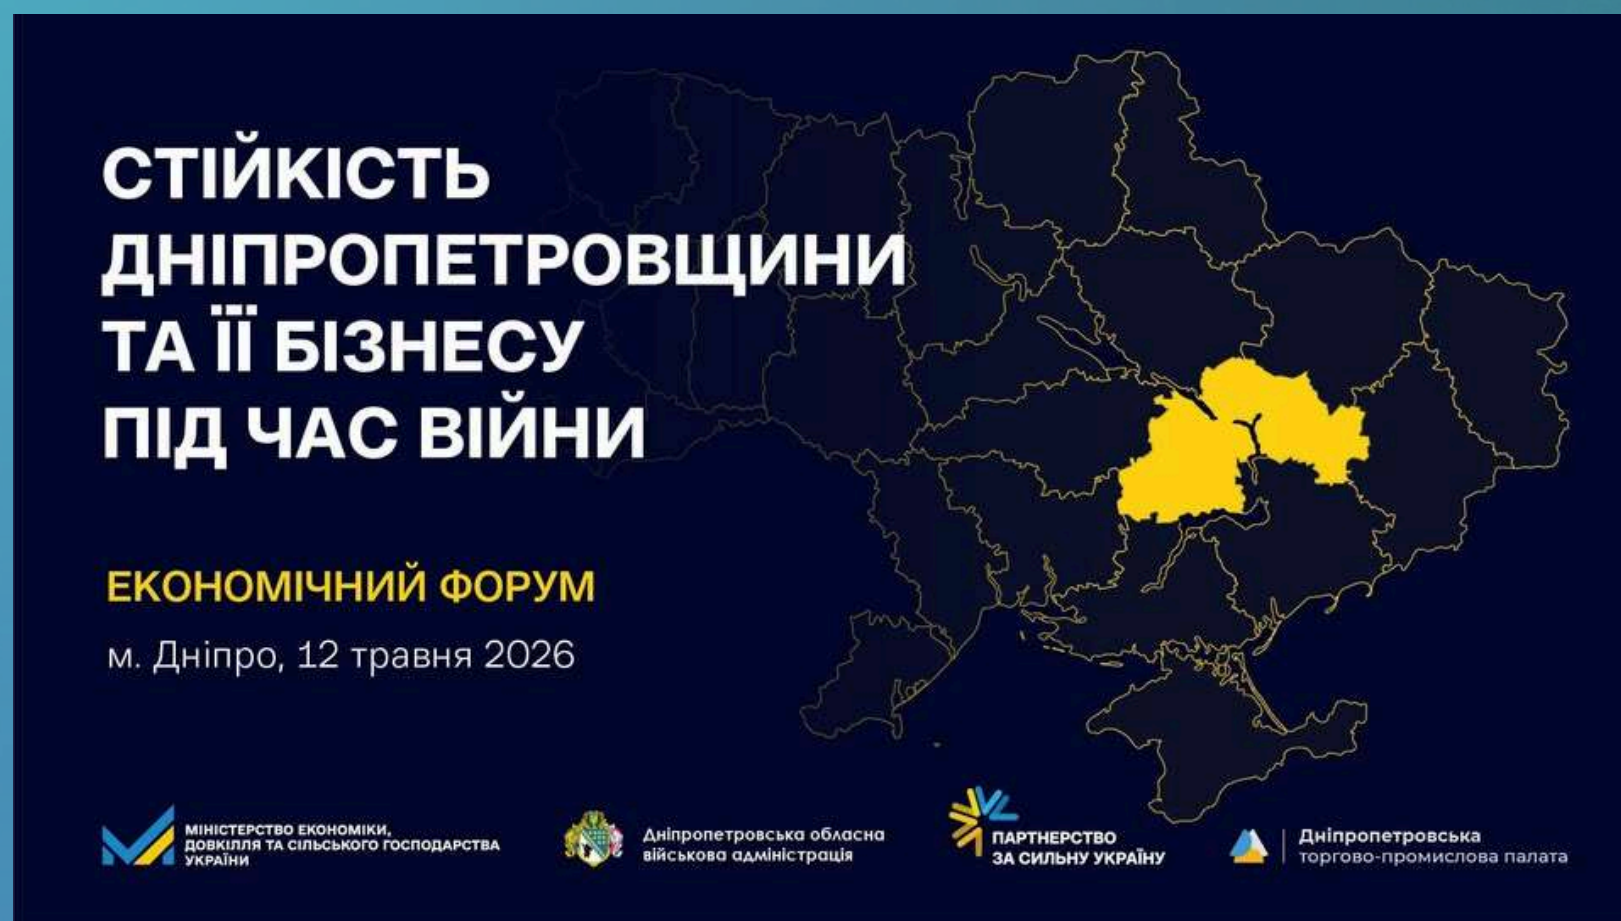 СТІЙКІСТЬ
ДНІПРОПЕТРОВЩИНИ
ТА ЇЇ БІЗНЕСУ
ПІД ЧАС ВІЙНИ
ЕКОНОМІЧНИЙ ФОРУМ
м. Дніпро, 12 травня 2026
МІНІСТЕРСТВО ЕКОНОМІКИ,
ДОВКІЛЛЯ ТА СІЛЬСЬКОГО ГОСПОДАРСТВА
УКРАЇНИ
Дніпропетровська обласна
військова адміністрація
ПАРТНЕРСТВО
ЗА СИЛЬНУ УКРАЇНУ
Дніпропетровська
торгово-промислова палата